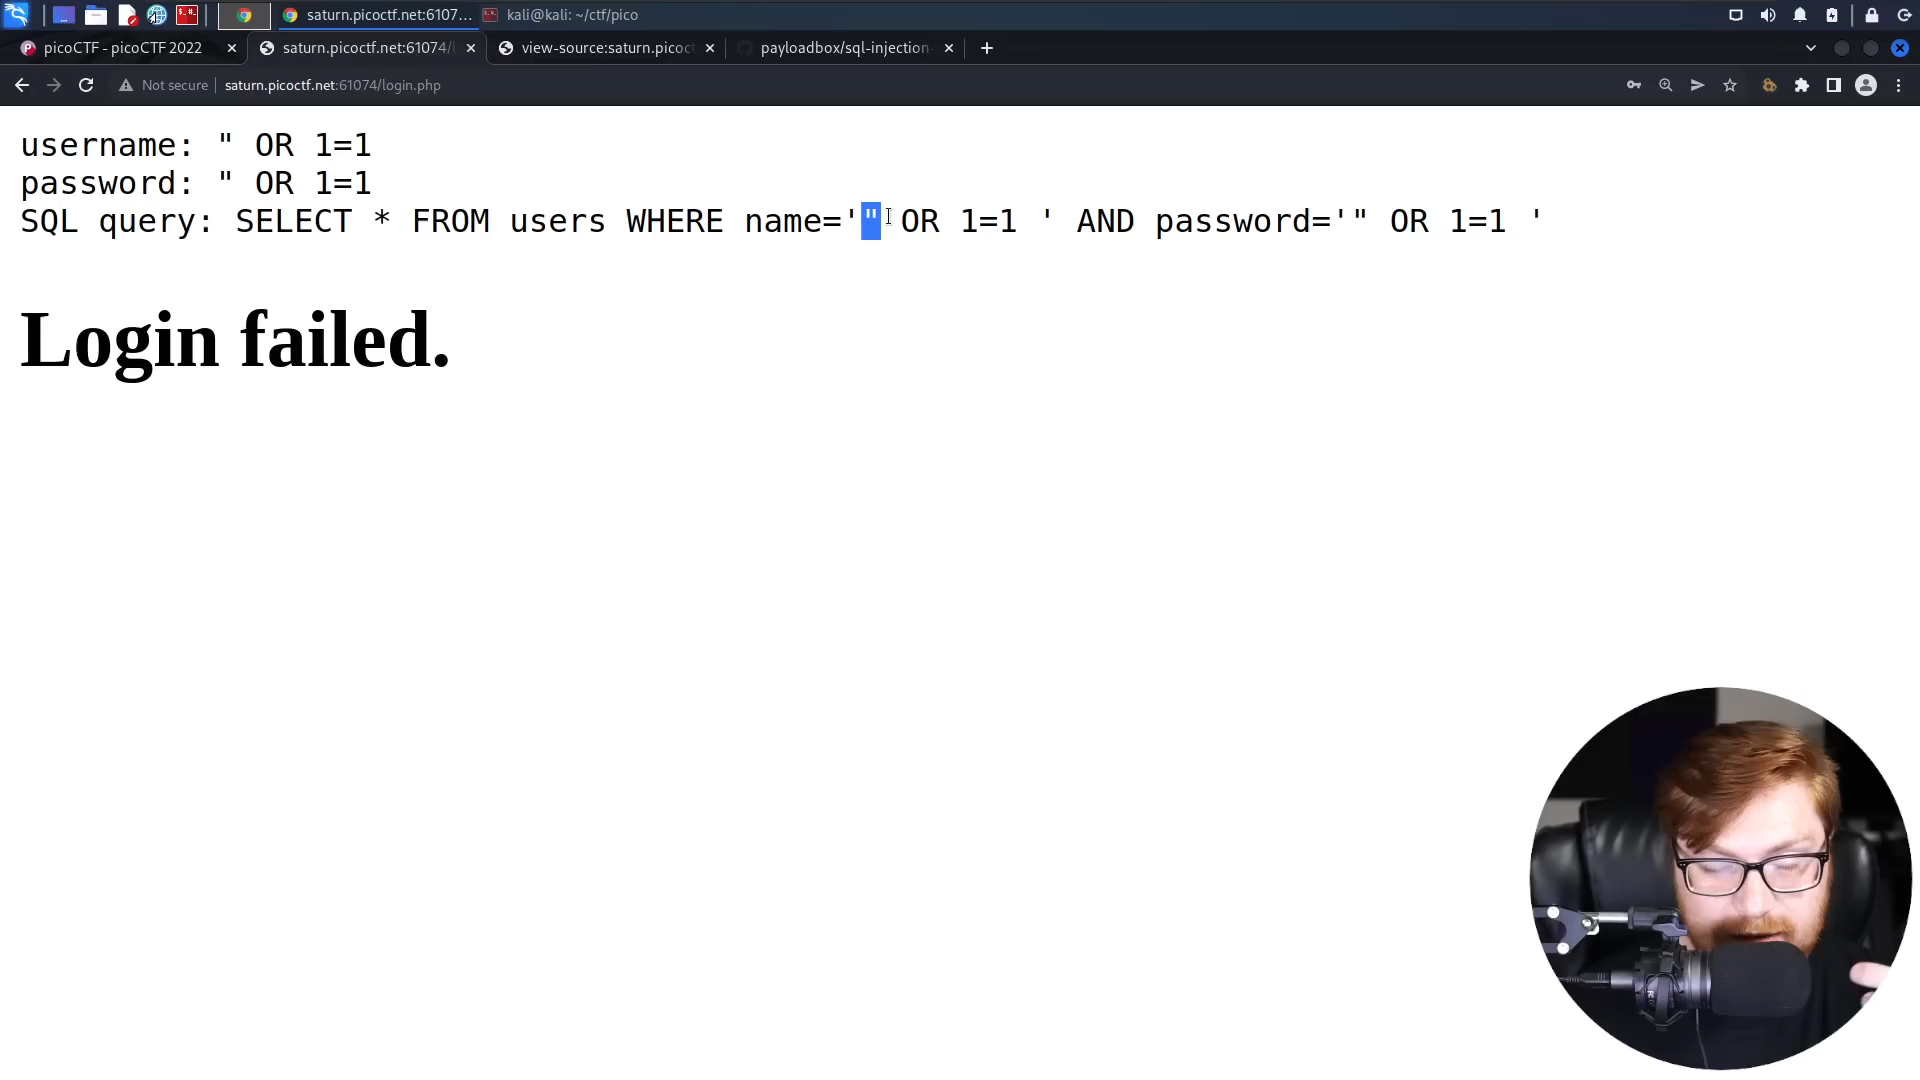 saturn.picoctf.net:6107...
kali@kali: ~/ctf/pico
picoCTF - picoCTF 2022
saturn.picoctf.net:61074/l
view-source:saturn.picoct
payloadbox/sql-injection-
Not secure
saturn.picoctf.net:61074/login.php
username: " OR 1=1
password: " OR 1=1
SQL query: SELECT * FROM users WHERE name='" OR 1=1 ' AND password='" OR 1=1 '
Login failed.